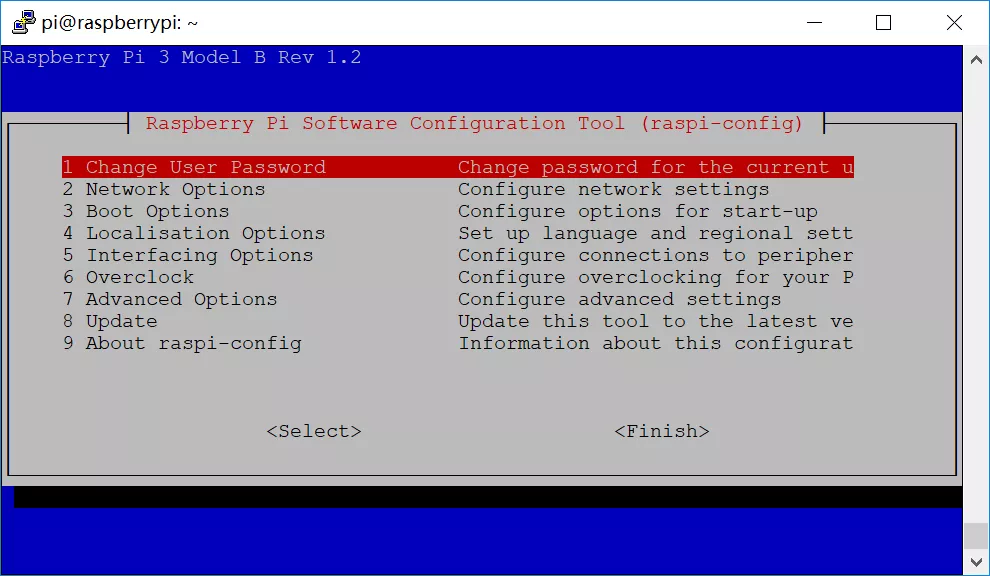 pi@raspberrypi: ~
Raspberry Pi 3 Model B Rev 1.2
Raspberry Pi Software Configuration Tool (raspi-config)
1 Change User Password Change password for the current u
2 Network Options Configure network settings
3 Boot Options Configure options for start-up
4 Localisation Options Set up language and regional sett
5 Interfacing Options Configure connections to peripher
6 Overclock Configure overclocking for your P
7 Advanced Options Configure advanced settings
8 Update Update this tool to the latest ve
9 About raspi-config Information about this configurat
<Select> <Finish>